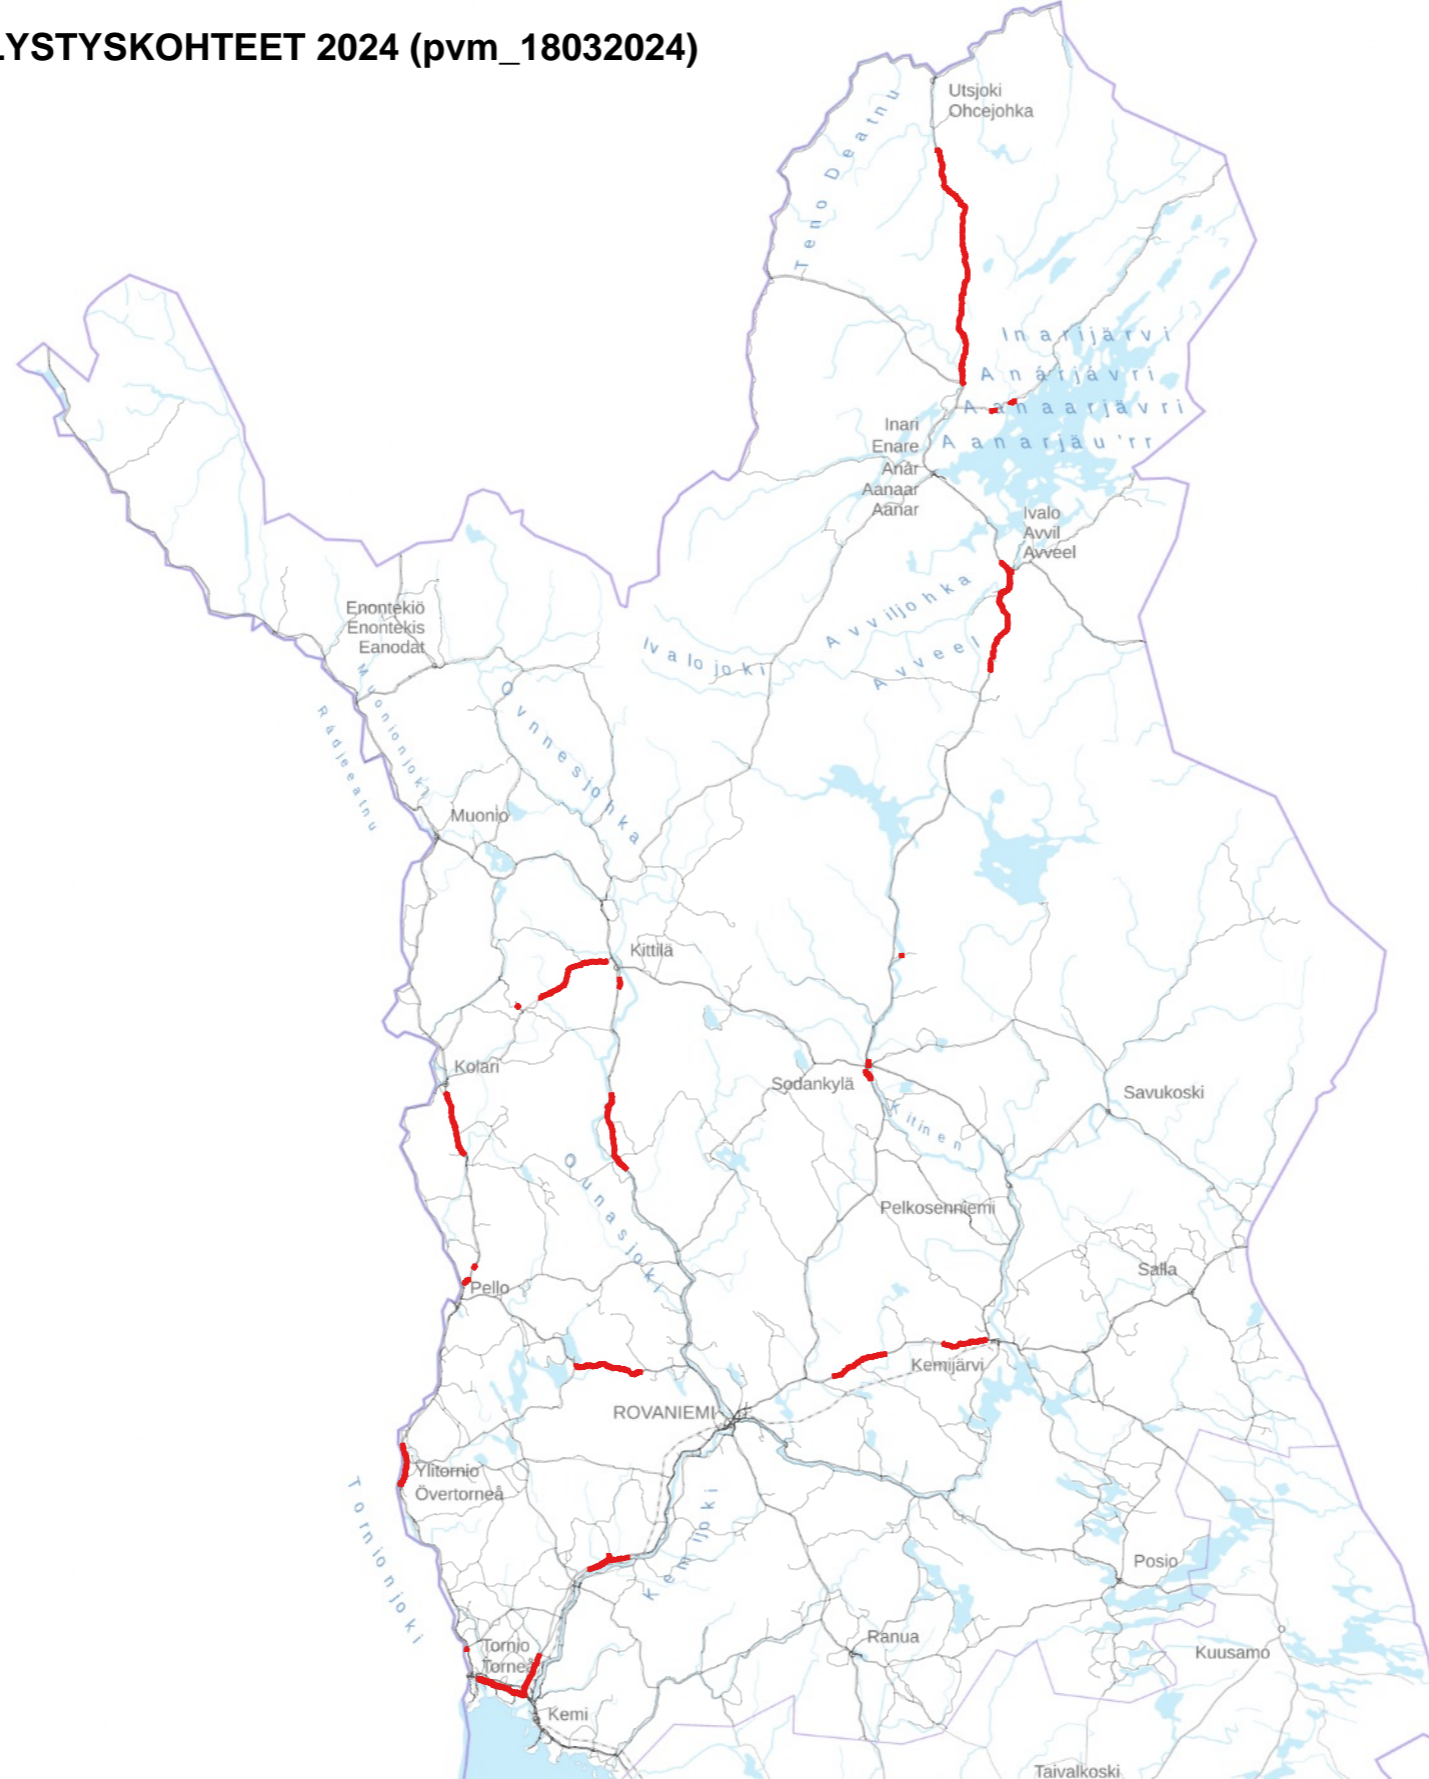 LYSTYSKOHTEET 2024 (pvm_18032024)
Utsjoki
Ohcejohka
Teno Deatnu
Inarijärvi
Anárjávri
Aanaarjävri
Aanarjäu'rr
Inari
Enare
Anár
Aanaar
Aanar
Ivalo
Avvil
Avveel
Avviljohka
Avveel
Ivalojoki
Enontekiö
Enontekis
Eanodat
Muonionjoki
Rádjeeatnu
Ovnnesjohka
Muonio
Kittilä
Kolari
Sodankylä
Kitinen
Savukoski
Ounasjoki
Pelkosenniemi
Salla
Pello
Kemijärvi
ROVANIEMI
Ylitornio
Övertorneå
Tornionjoki
Kemijoki
Posio
Ranua
Kuusamo
Tornio
Torneå
Kemi
Taivalkoski